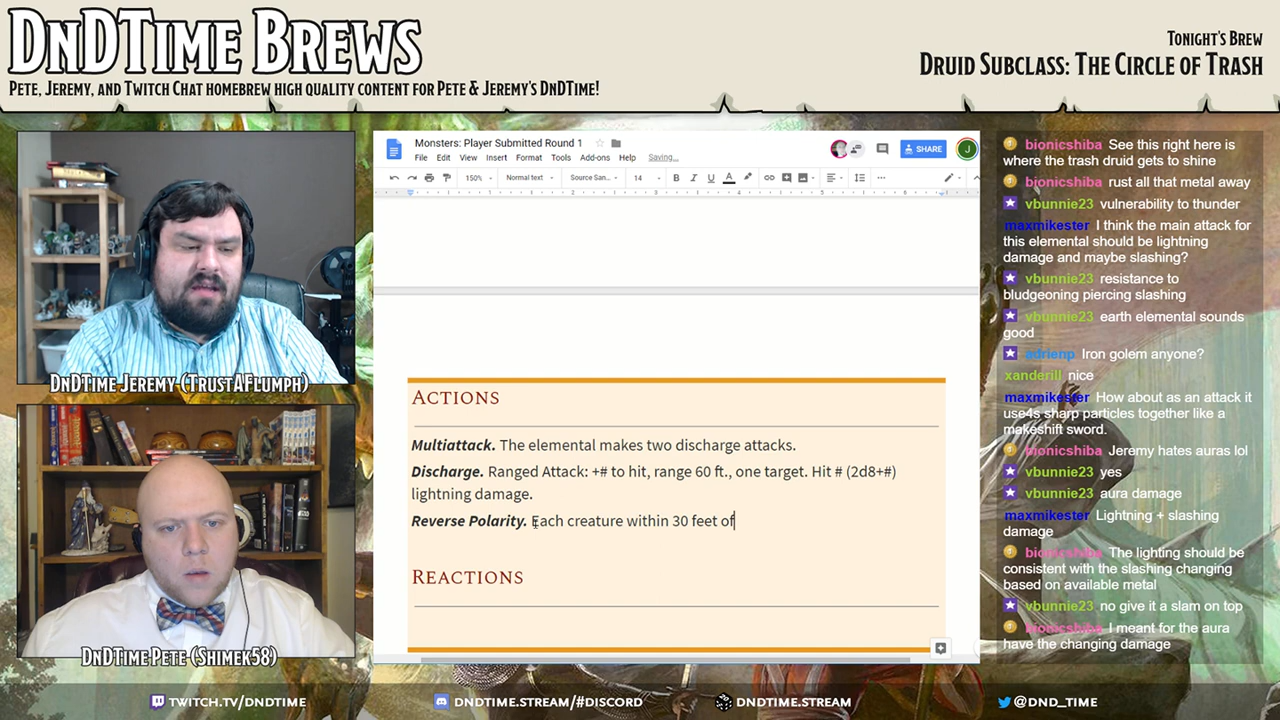 DnDTime Brews
Pete, Jeremy, and Twitch Chat homebrew high quality content for Pete & Jeremy's DnDTime!
Tonight's Brew
Druid Subclass: The Circle of Trash
DnDTime Jeremy (TrustAFlumph)
DnDTime Pete (Shimek58)
Monsters: Player Submitted Round 1
File Edit View Insert Format Tools Add-ons Help Saving...
SHARE
J
150% Normal text Source San... 14 B I U A
Actions
Multiattack. The elemental makes two discharge attacks.
Discharge. Ranged Attack: +# to hit, range 60 ft., one target. Hit # (2d8+#)
lightning damage.
Reverse Polarity. Each creature within 30 feet of
Reactions
bionicshiba See this right here is
where the trash druid gets to shine
bionicshiba rust all that metal away
vbunnie23 vulnerability to thunder
maxmikester I think the main attack for
this elemental should be lightning
damage and maybe slashing?
vbunnie23 resistance to
bludgeoning piercing slashing
vbunnie23 earth elemental sounds
good
adrienp Iron golem anyone?
xanderill nice
maxmikester How about as an attack it
use4s sharp particles together like a
makeshift sword.
bionicshiba Jeremy hates auras lol
vbunnie23 yes
vbunnie23 aura damage
maxmikester Lightning + slashing
damage
bionicshiba The lighting should be
consistent with the slashing changing
based on available metal
vbunnie23 no give it a slam on top
bionicshiba I meant for the aura
have the changing damage
twitch.tv/dndtime
dndtime.stream/#discord
dndtime.stream
@dnd_time